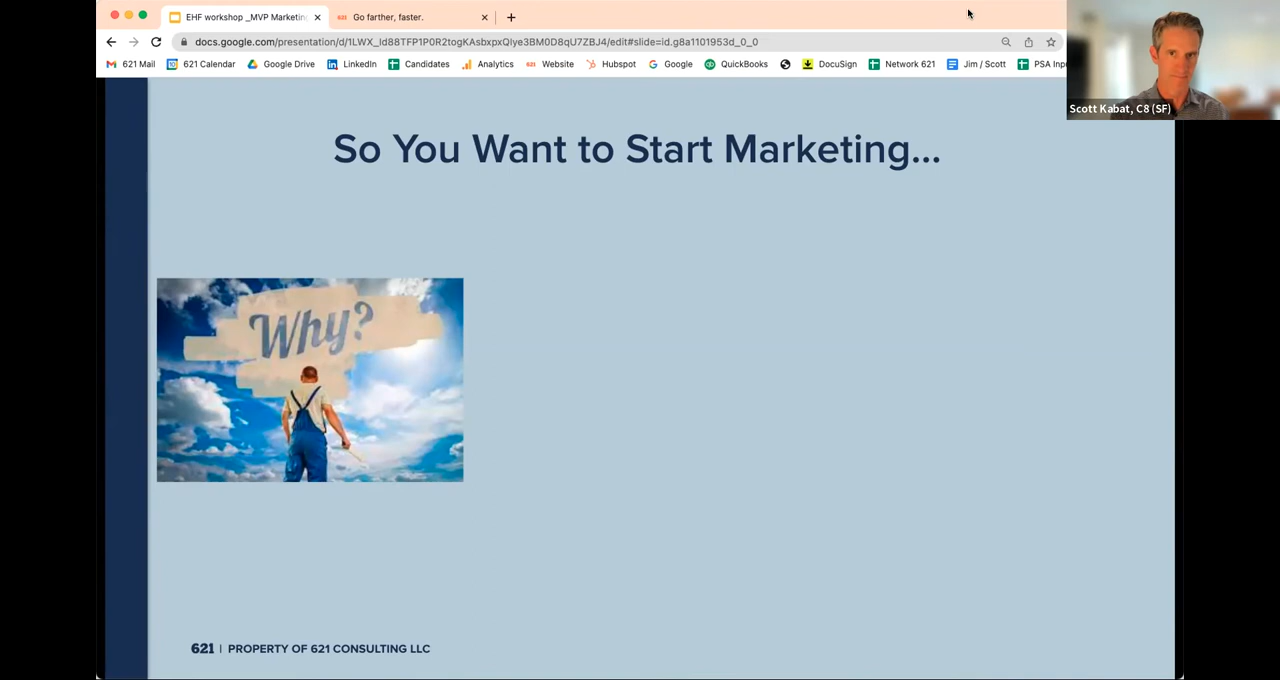 EHF workshop _MVP Marketin
Go farther, faster.
docs.google.com/presentation/d/1LWX_Id88TFP1P0R2togKAsbxpxQIye3BM0D8qU7ZBJ4/edit#slide=id.g8a1101953d_0_0
621 Mail
621 Calendar
Google Drive
LinkedIn
Candidates
Analytics
621 Website
Hubspot
Google
QuickBooks
DocuSign
Network 621
Jim / Scott
PSA Inp
Scott Kabat, C8 (SF)
So You Want to Start Marketing...
Why?
621 | PROPERTY OF 621 CONSULTING LLC